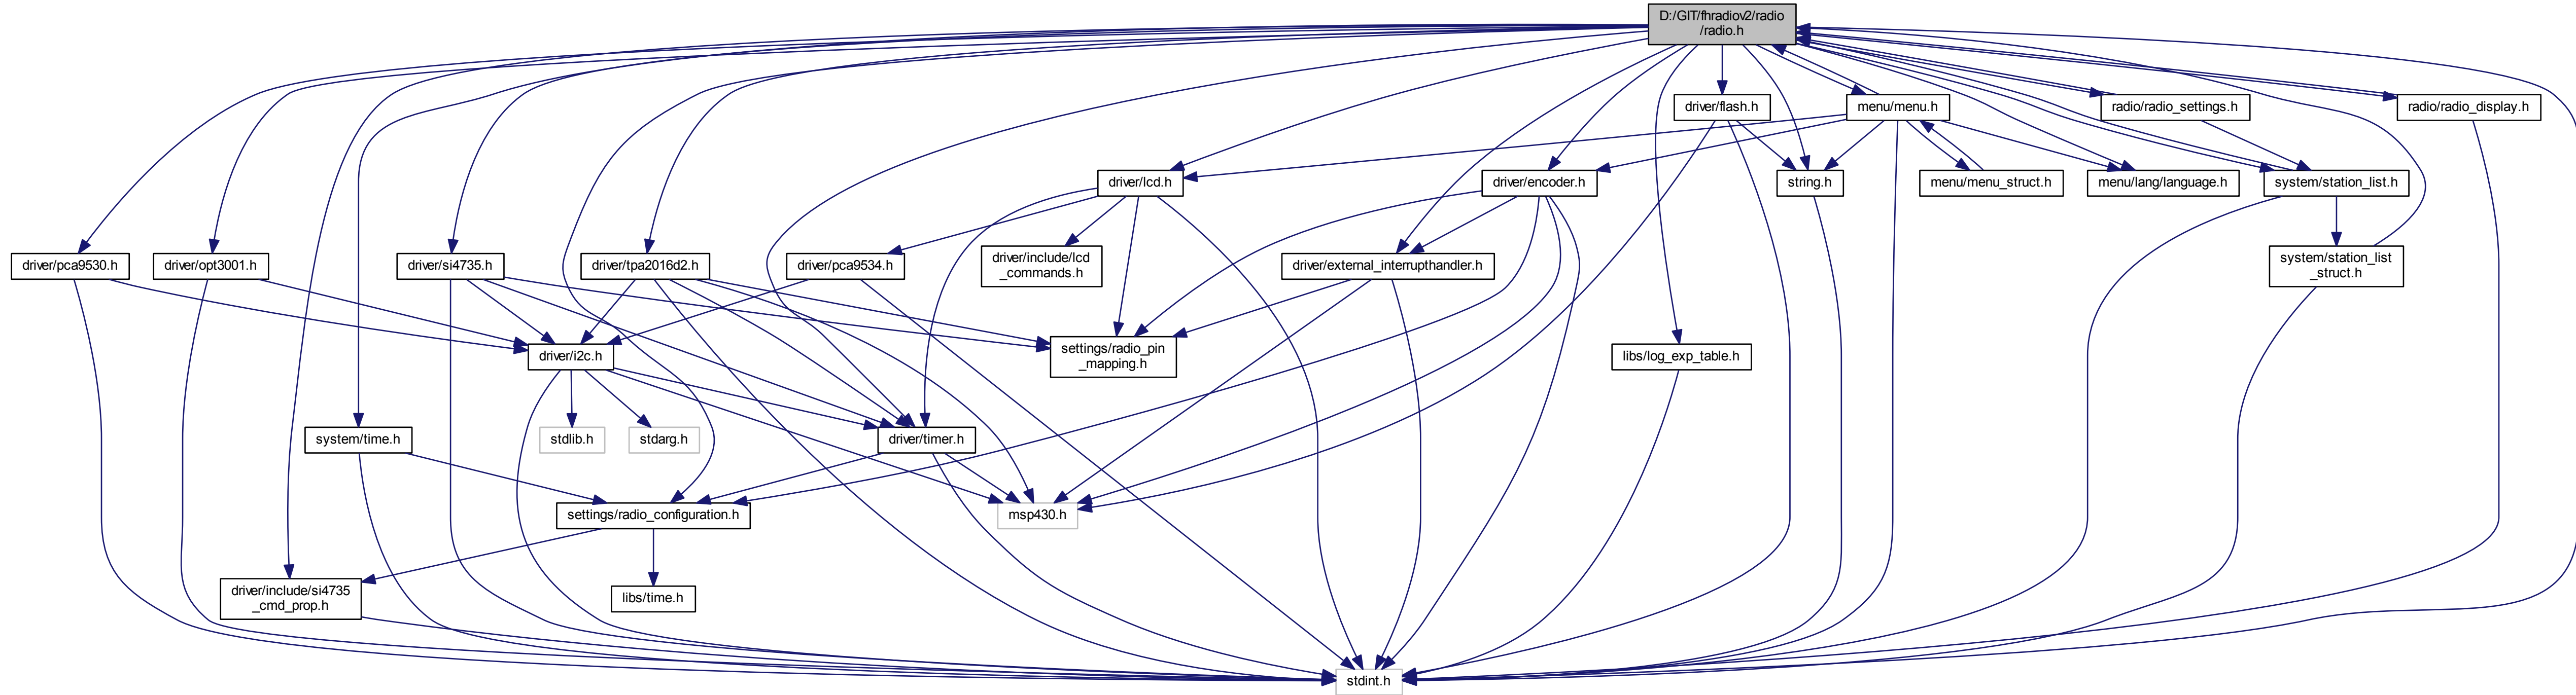 D:/GIT/fhradiov2/radio
/radio.h
driver/flash.h
menu/menu.h
radio/radio_settings.h
radio/radio_display.h
driver/lcd.h
driver/encoder.h
string.h
menu/menu_struct.h
menu/lang/language.h
system/station_list.h
driver/pca9530.h
driver/opt3001.h
driver/si4735.h
driver/tpa2016d2.h
driver/pca9534.h
driver/include/lcd
_commands.h
driver/external_interrupthandler.h
system/station_list
_struct.h
driver/i2c.h
settings/radio_pin
_mapping.h
libs/log_exp_table.h
system/time.h
stdlib.h
stdarg.h
driver/timer.h
settings/radio_configuration.h
msp430.h
driver/include/si4735
_cmd_prop.h
libs/time.h
stdint.h